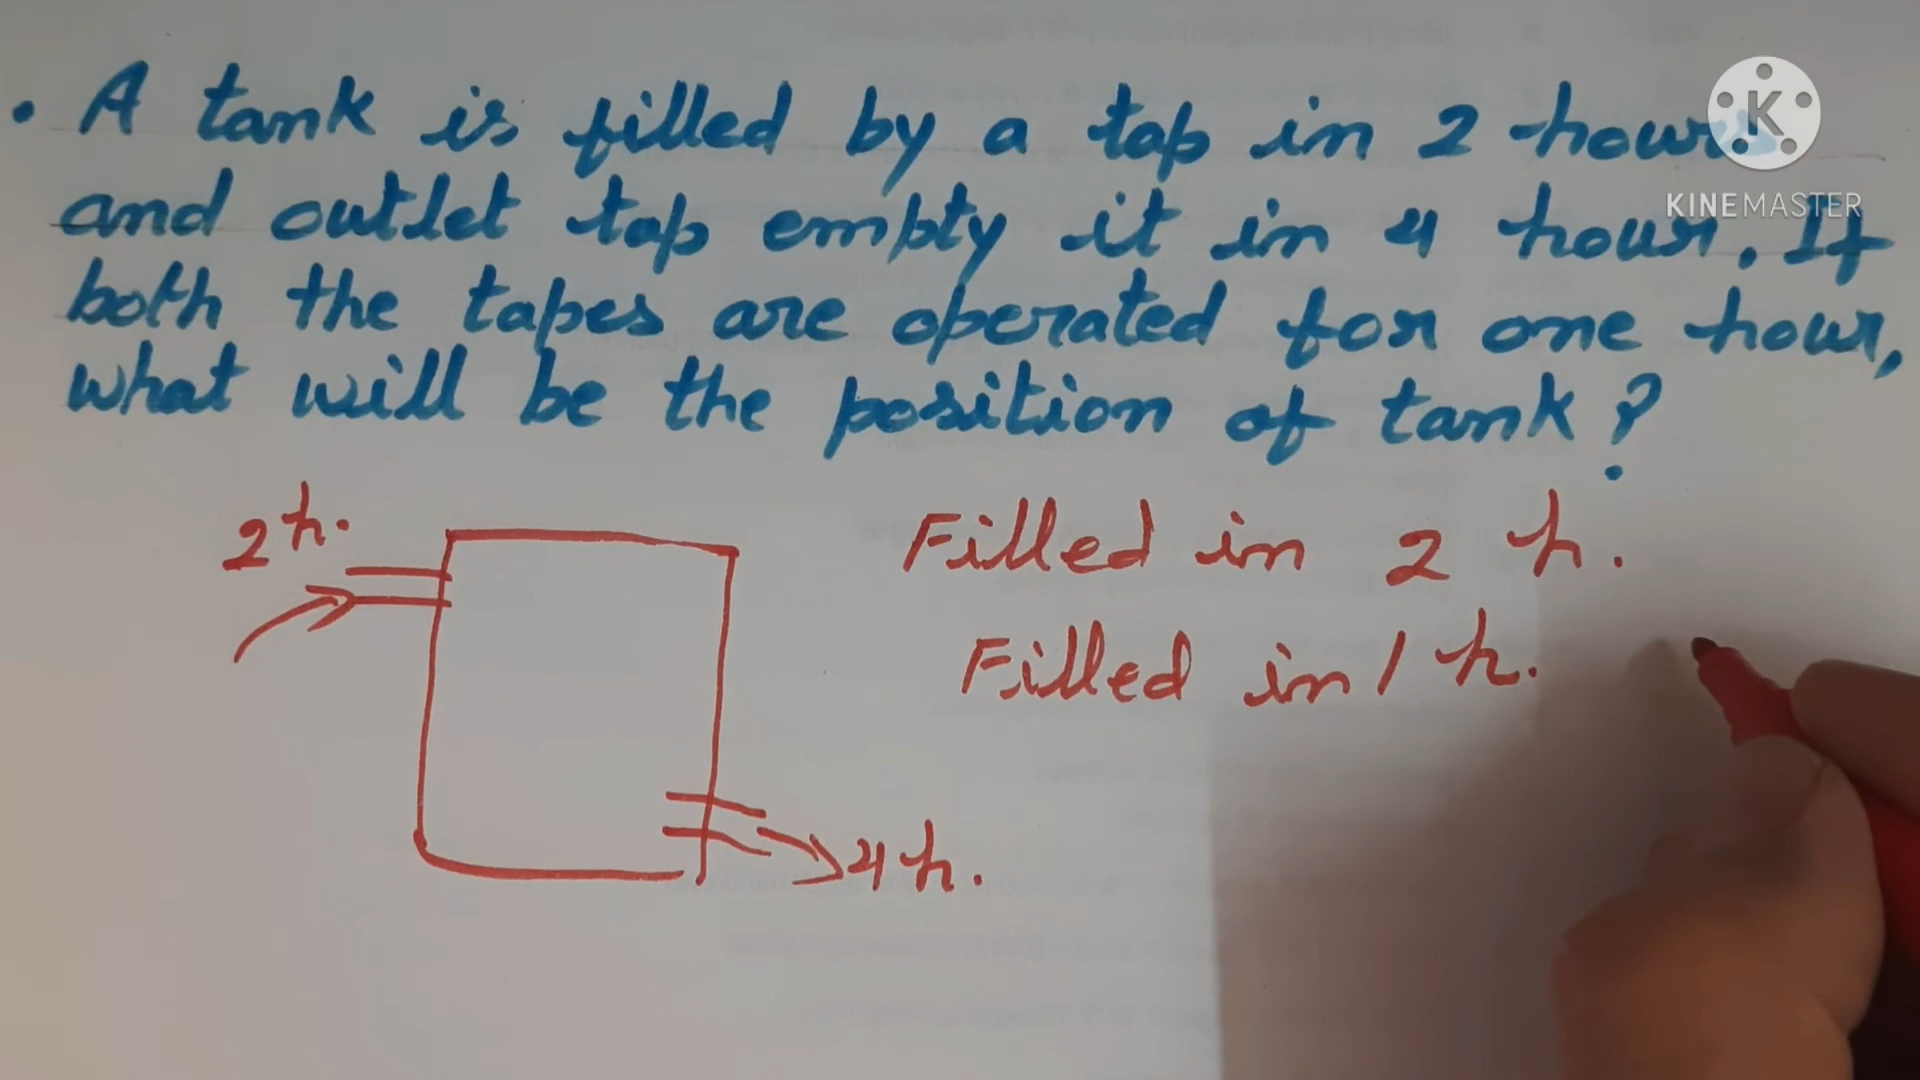 • A tank is filled by a tap in 2 hours
and outlet tap empty it in 4 hour. If
both the tapes are operated for one hour,
what will be the position of tank?
K
KINEMASTER
2 h.
Filled in 2 h.
Filled in 1 h.
4 h.